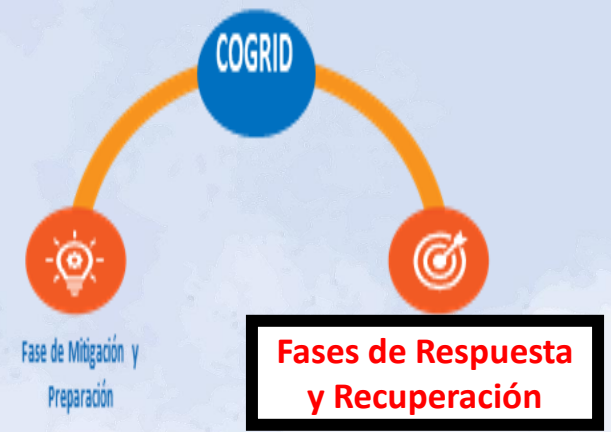 COGRID
Fase de Mitigación y
Preparación
Fases de Respuesta
y Recuperación